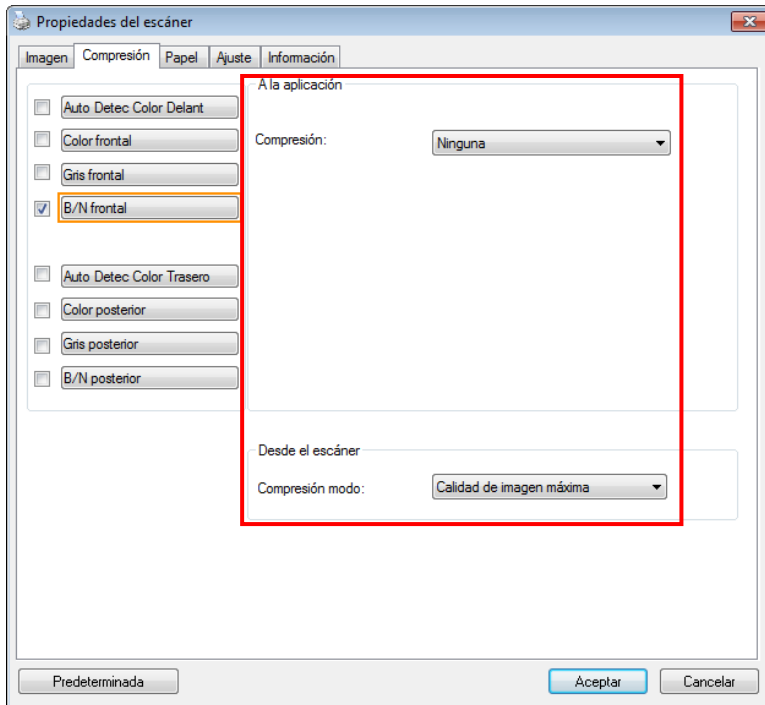 Propiedades del escáner
Imagen Compresión Papel Ajuste Información
Auto Detec Color Delant
Color frontal
Gris frontal
B/N frontal
Auto Detec Color Trasero
Color posterior
Gris posterior
B/N posterior
A la aplicación
Compresión: Ninguna
Desde el escáner
Compresión modo: Calidad de imagen máxima
Predeterminada Aceptar Cancelar